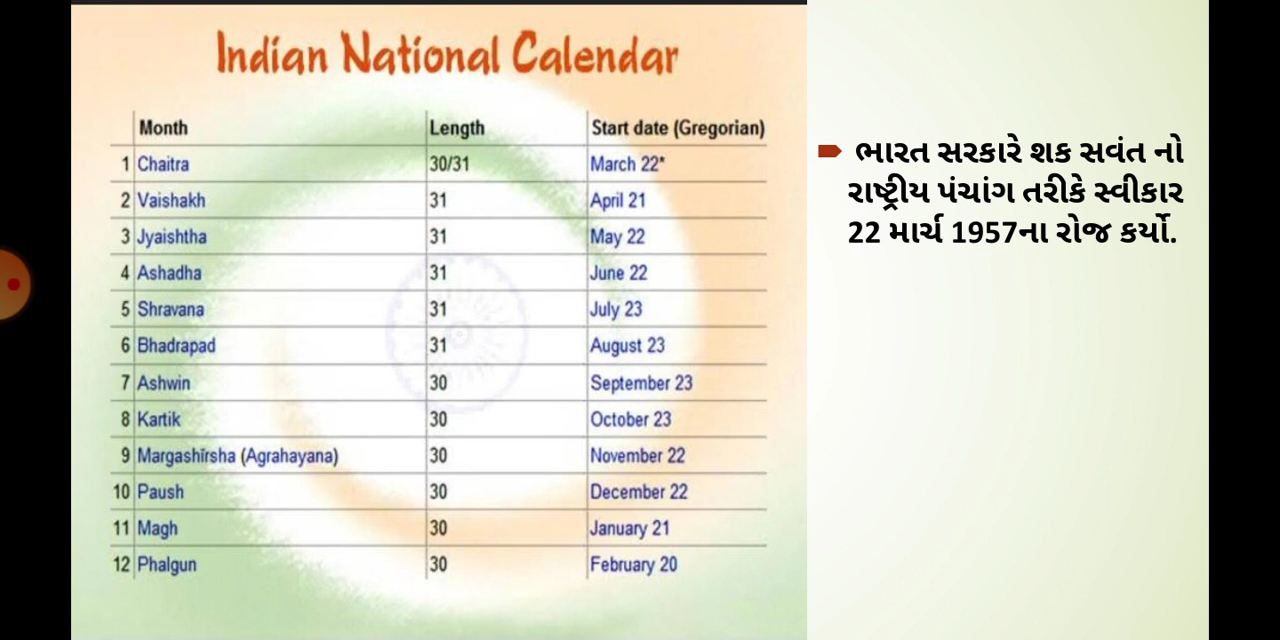 Indian National Calendar
Month Length Start date (Gregorian)
1 Chaitra 30/31 March 22*
2 Vaishakh 31 April 21
3 Jyaishtha 31 May 22
4 Ashadha 31 June 22
5 Shravana 31 July 23
6 Bhadrapad 31 August 23
7 Ashwin 30 September 23
8 Kartik 30 October 23
9 Margashirsha (Agrahayana) 30 November 22
10 Paush 30 December 22
11 Magh 30 January 21
12 Phalgun 30 February 20
ભારત સરકારે શક સવંત નો
રાષ્ટ્રીય પંચાંગ તરીકે સ્વીકાર
22 માર્ચ 1957ના રોજ કર્યો.